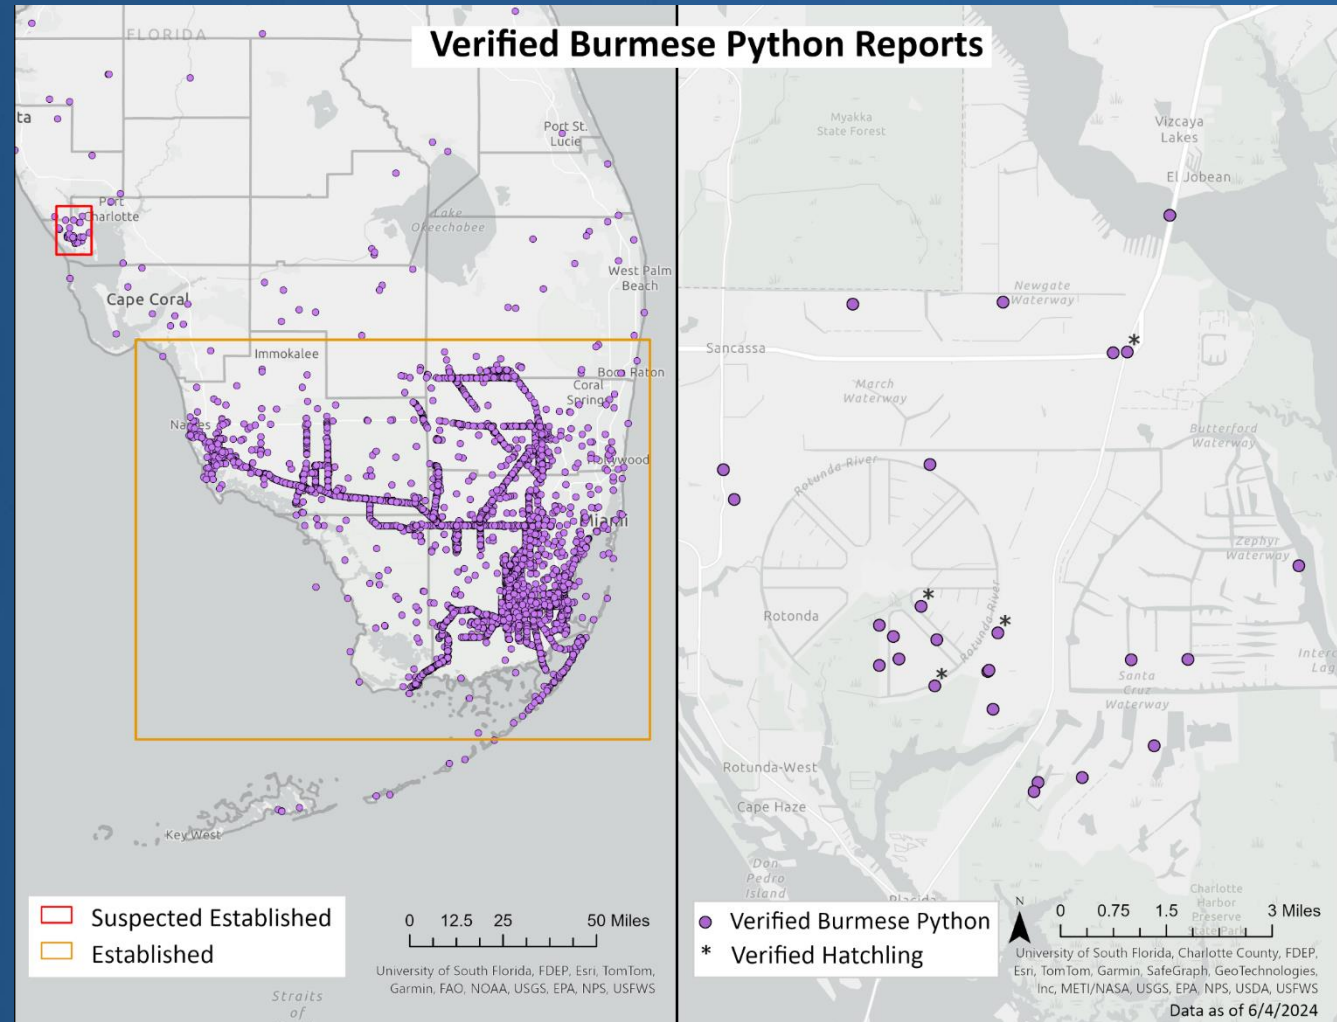 Verified Burmese Python Reports
FLORIDA
ta
Port St.
Lucie
Port
Charlotte
Lake
Okeechobee
West Palm
Beach
Cape Coral
Immokalee
Boca Raton
Coral
Springs
Naples
Hollywood
Miami
Key West
Suspected Established
Established
0 12.5 25 50 Miles
University of South Florida, FDEP, Esri, TomTom,
Garmin, FAO, NOAA, USGS, EPA, NPS, USFWS
Straits
of
Myakka
State Forest
Vizcaya
Lakes
El Jobean
Newgate
Waterway
Sancassa
March
Waterway
Butterford
Waterway
Rotunda River
Zephyr
Waterway
Rotonda
Rotunda River
Interc
Lag
Santa
Cruz
Waterway
Rotunda-West
Cape Haze
Don
Pedro
Island
Placida
Charlotte
Harbor
Preserve
State Park
Verified Burmese Python
* Verified Hatchling
N
0 0.75 1.5 3 Miles
University of South Florida, Charlotte County, FDEP,
Esri, TomTom, Garmin, SafeGraph, GeoTechnologies,
Inc, METI/NASA, USGS, EPA, NPS, USDA, USFWS
Data as of 6/4/2024